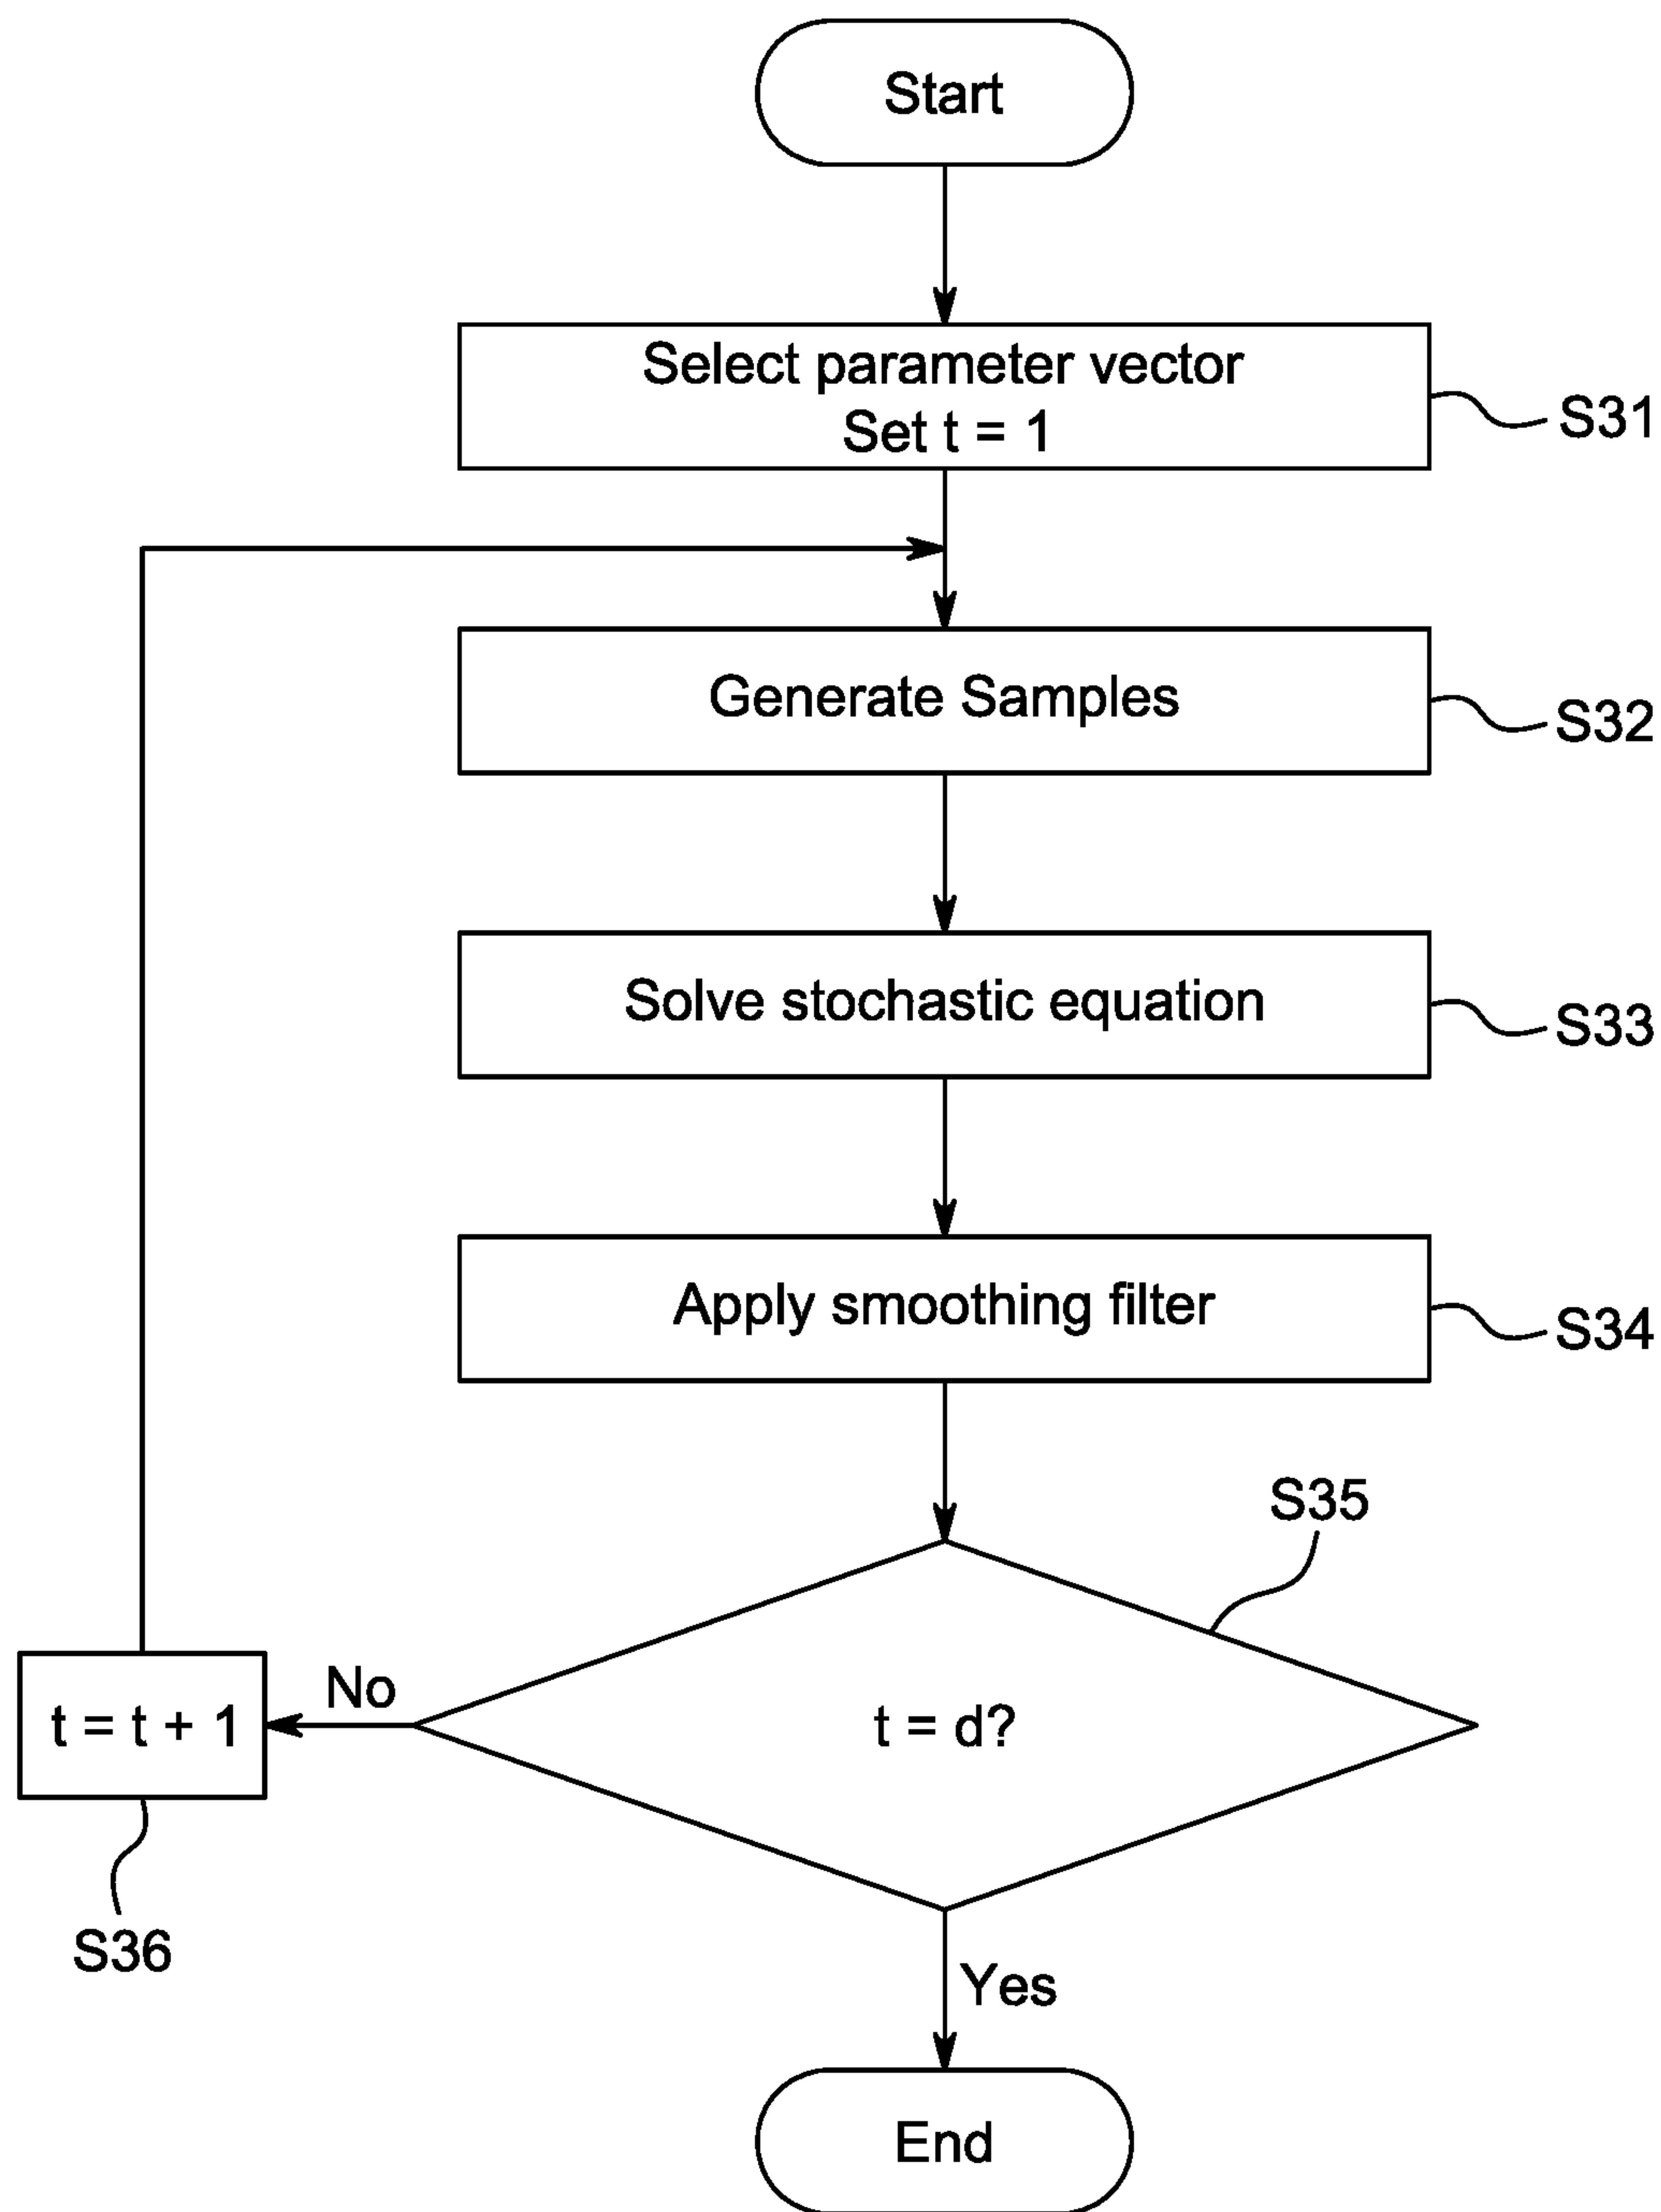 Start
Select parameter vector
Set t = 1
S31
Generate Samples
S32
Solve stochastic equation
S33
Apply smoothing filter
S34
S35
t = d?
No
t = t + 1
S36
Yes
End